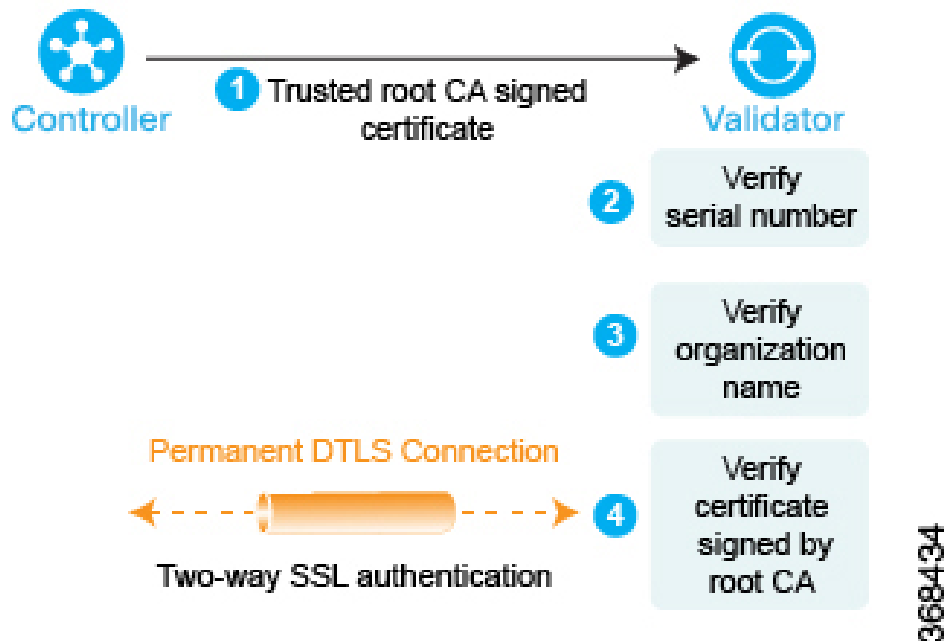 Controller
1 Trusted root CA signed
certificate
Validator
2 Verify
serial number
3 Verify
organization
name
Permanent DTLS Connection
Two-way SSL authentication
4 Verify
certificate
signed by
root CA
368434